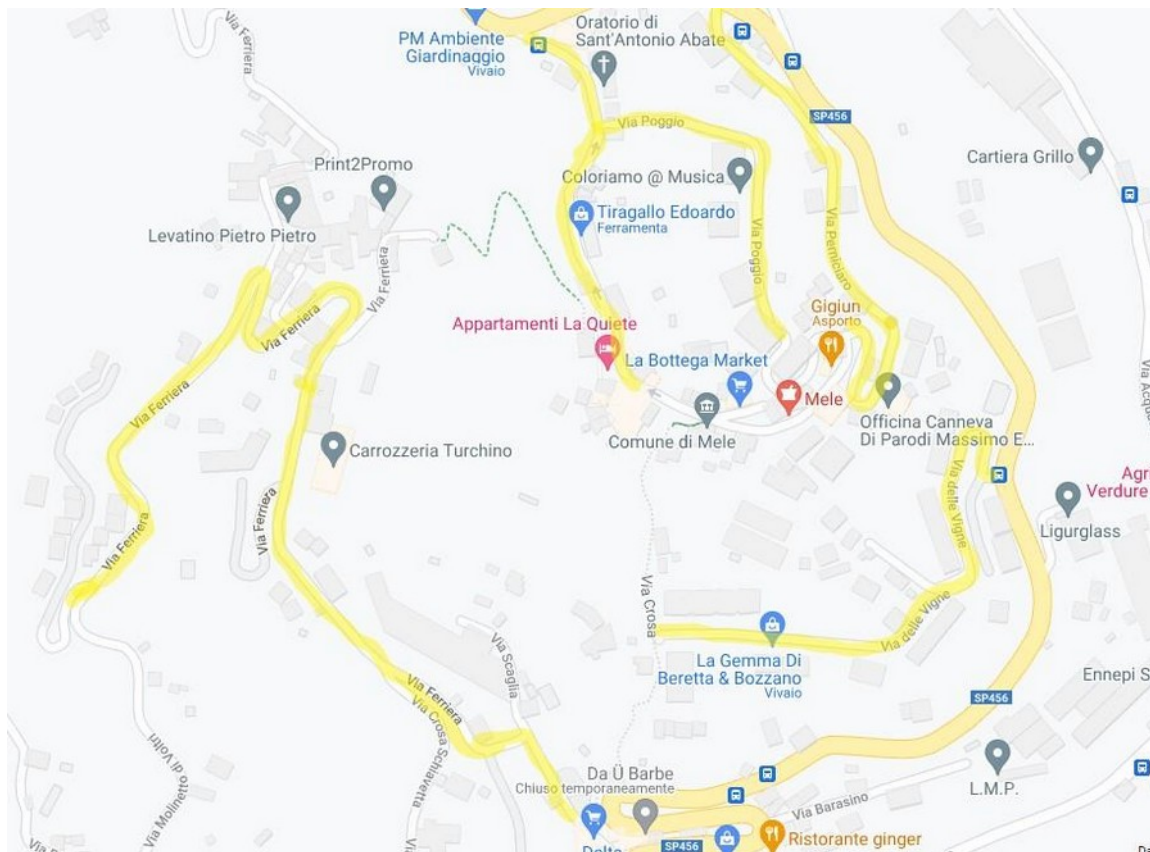 Via Ferriera
PM Ambiente
Giardinaggio
Vivaio
Oratorio di
Sant'Antonio Abate
SP456
Via Poggio
Cartiera Grillo
Print2Promo
Coloriamo @ Musica
Levatino Pietro Pietro
Tiragallo Edoardo
Ferramenta
Via Ferriera
Via Poggio
Via Perniciaro
Via Ferriera
Appartamenti La Quiete
Gigiun
Asporto
La Bottega Market
Via Ferriera
Mele
Comune di Mele
Officina Canneva
Di Parodi Massimo E...
Carrozzeria Turchino
Via delle Vigne
Agri
Verdure
Ligurglass
Via Ferriera
Via Ferriera
Via Crosa
Via delle Vigne
Via Scaglia
La Gemma Di
Beretta & Bozzano
Vivaio
Ennepi S
Via Ferriera
SP456
Via Crosa Schiavetta
Via Molinetto di Voltri
Da Ü Barbe
Chiuso temporaneamente
L.M.P.
Via Barasino
Via Fer
SP456
Ristorante ginger